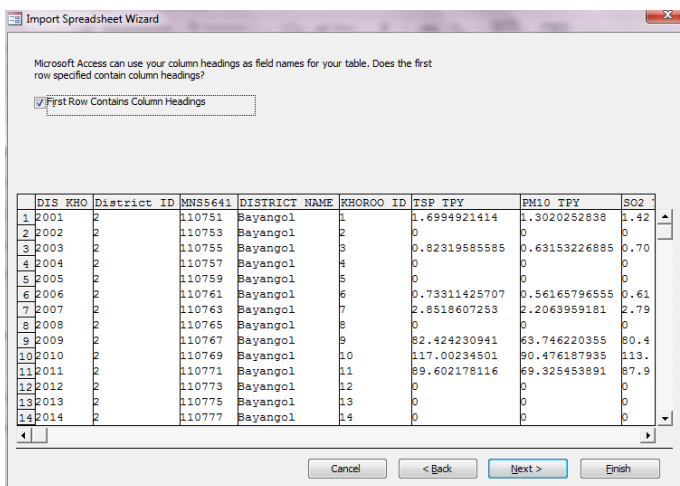 Import Spreadsheet Wizard
Microsoft Access can use your column headings as field names for your table. Does the first
row specified contain column headings?
First Row Contains Column Headings
DIS KHO District ID MNS5641 DISTRICT NAME KHOROO ID TSP TPY PM10 TPY SO2
1 2001 2 110751 Bayangol 1 1.6994921414 1.3020252838 1.42
2 2002 2 110753 Bayangol 2 0 0 0
3 2003 2 110755 Bayangol 3 0.82319585585 0.63153226885 0.70
4 2004 2 110757 Bayangol 4 0 0 0
5 2005 2 110759 Bayangol 5 0 0 0
6 2006 2 110761 Bayangol 6 0.73311425707 0.56165796555 0.61
7 2007 2 110763 Bayangol 7 2.8518607253 2.2063959181 2.79
8 2008 2 110765 Bayangol 8 0 0 0
9 2009 2 110767 Bayangol 9 82.424230941 63.746220355 80.4
10 2010 2 110769 Bayangol 10 117.00234501 90.476187935 113.
11 2011 2 110771 Bayangol 11 89.602178116 69.325453891 87.9
12 2012 2 110773 Bayangol 12 0 0 0
13 2013 2 110775 Bayangol 13 0 0 0
14 2014 2 110777 Bayangol 14 0 0 0
Cancel < Back Next > Finish